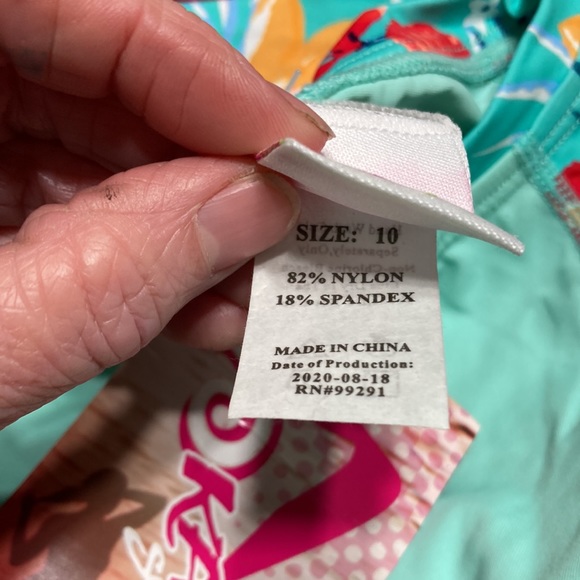 SIZE: 10
82% NYLON
18% SPANDEX
MADE IN CHINA
Date of Production:
2020-08-18
RN#99291